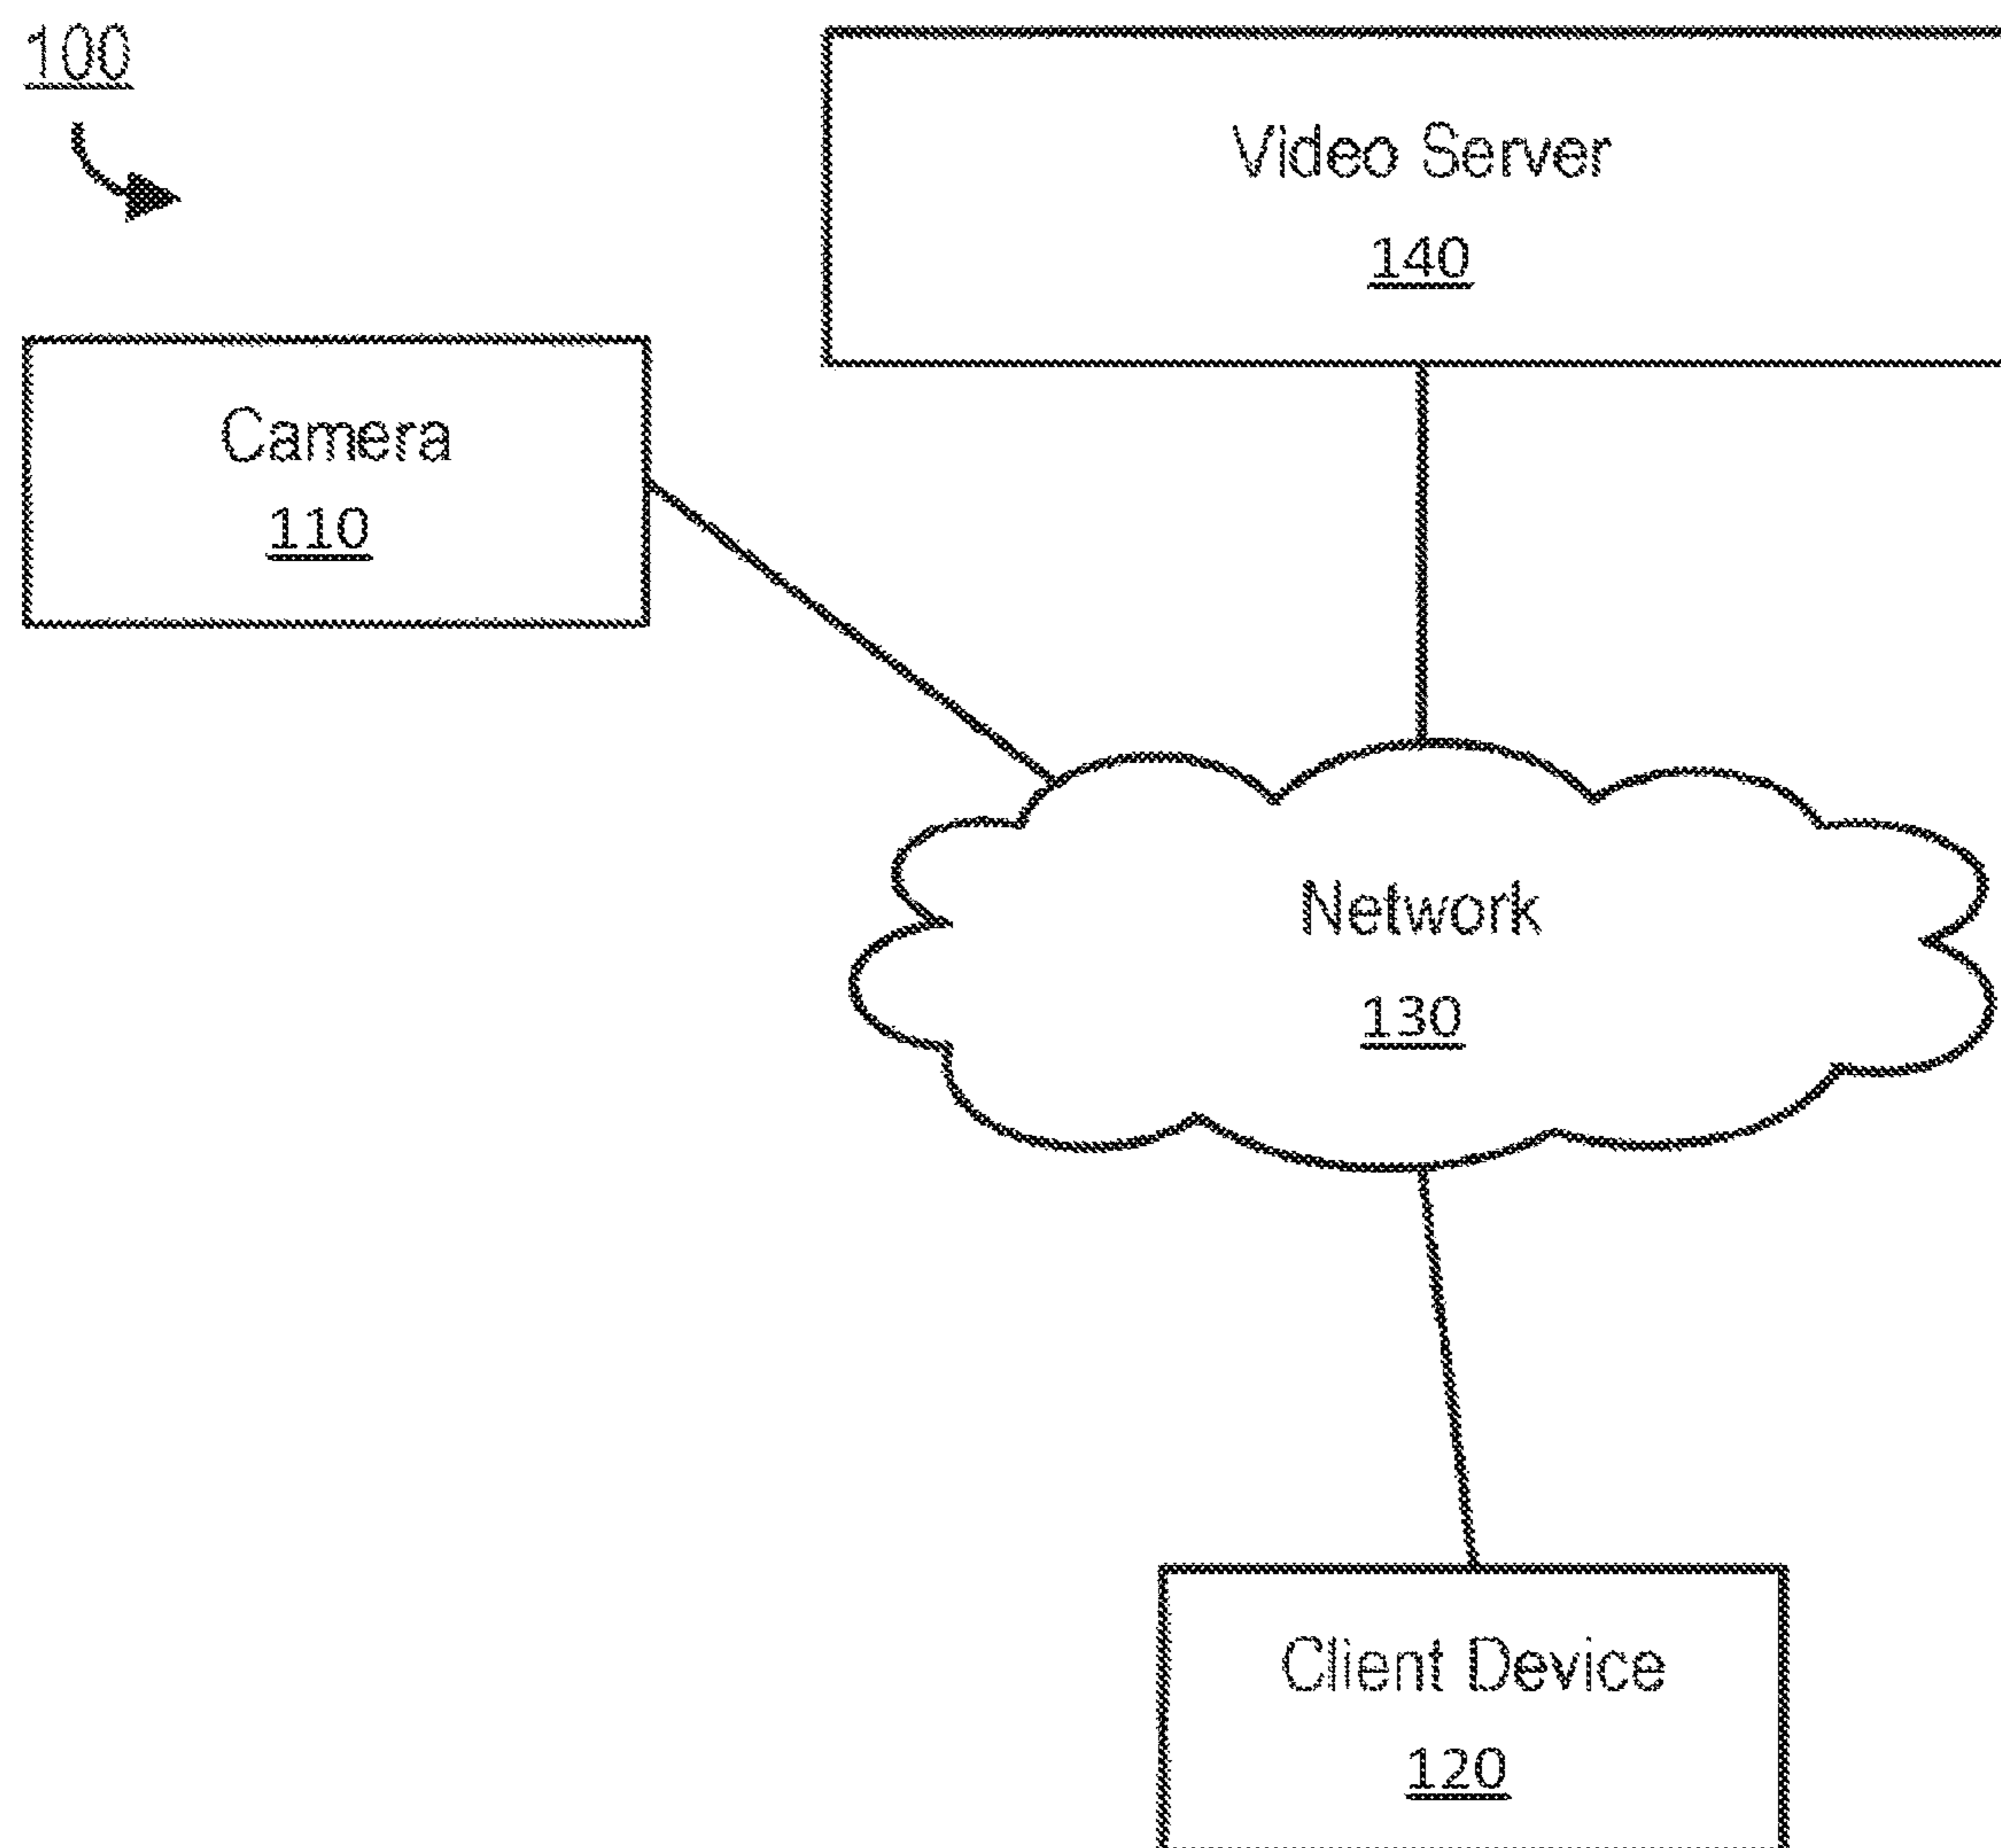 100
Video Server
140
Camera
110
Network
130
Client Device
120